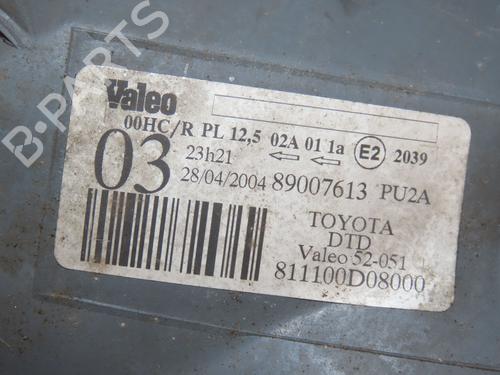 Valeo
00HC/R PL 12,5 02A 01 1a E2 2039
03 23h21
28/04/2004 89007613 PU2A
TOYOTA
DTD
Valeo 52-051
811100D08000
B-PARTS